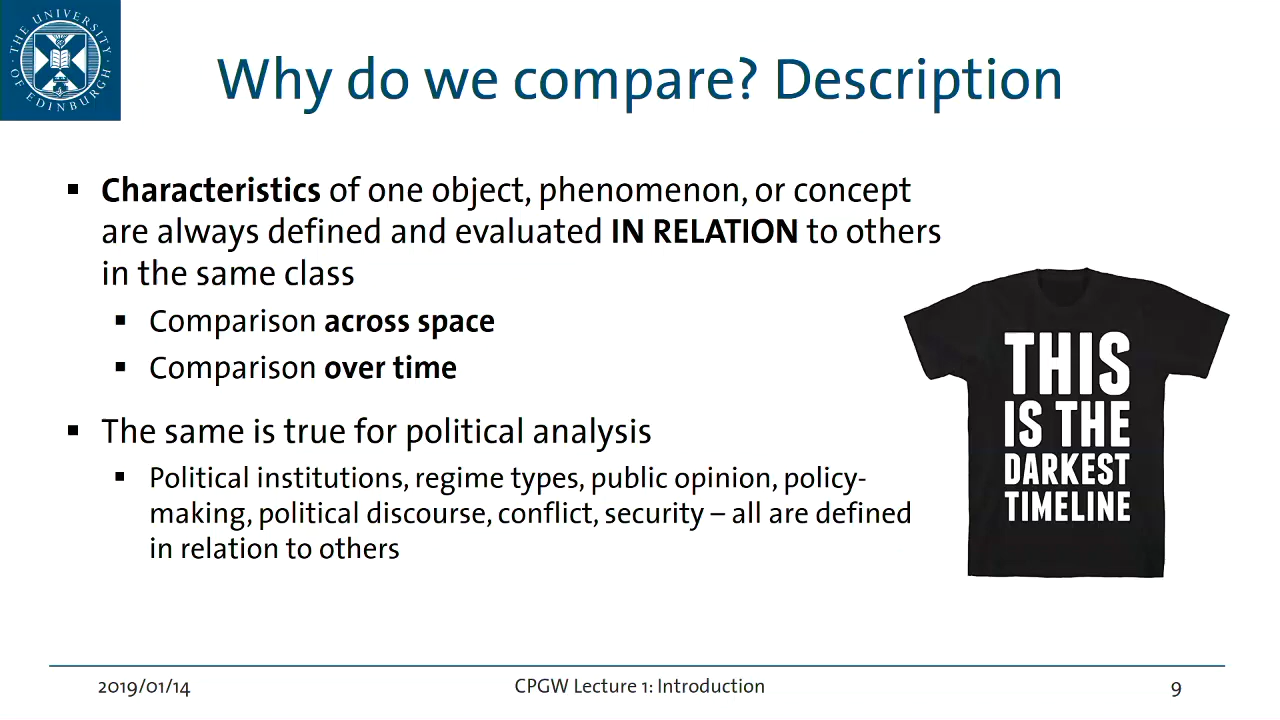 THE UNIVERSITY OF EDINBURGH
Why do we compare? Description
▪ Characteristics of one object, phenomenon, or concept
are always defined and evaluated IN RELATION to others
in the same class
▪ Comparison across space
▪ Comparison over time
▪ The same is true for political analysis
▪ Political institutions, regime types, public opinion, policy-
making, political discourse, conflict, security – all are defined
in relation to others
THIS
IS THE
DARKEST
TIMELINE
2019/01/14
CPGW Lecture 1: Introduction
9